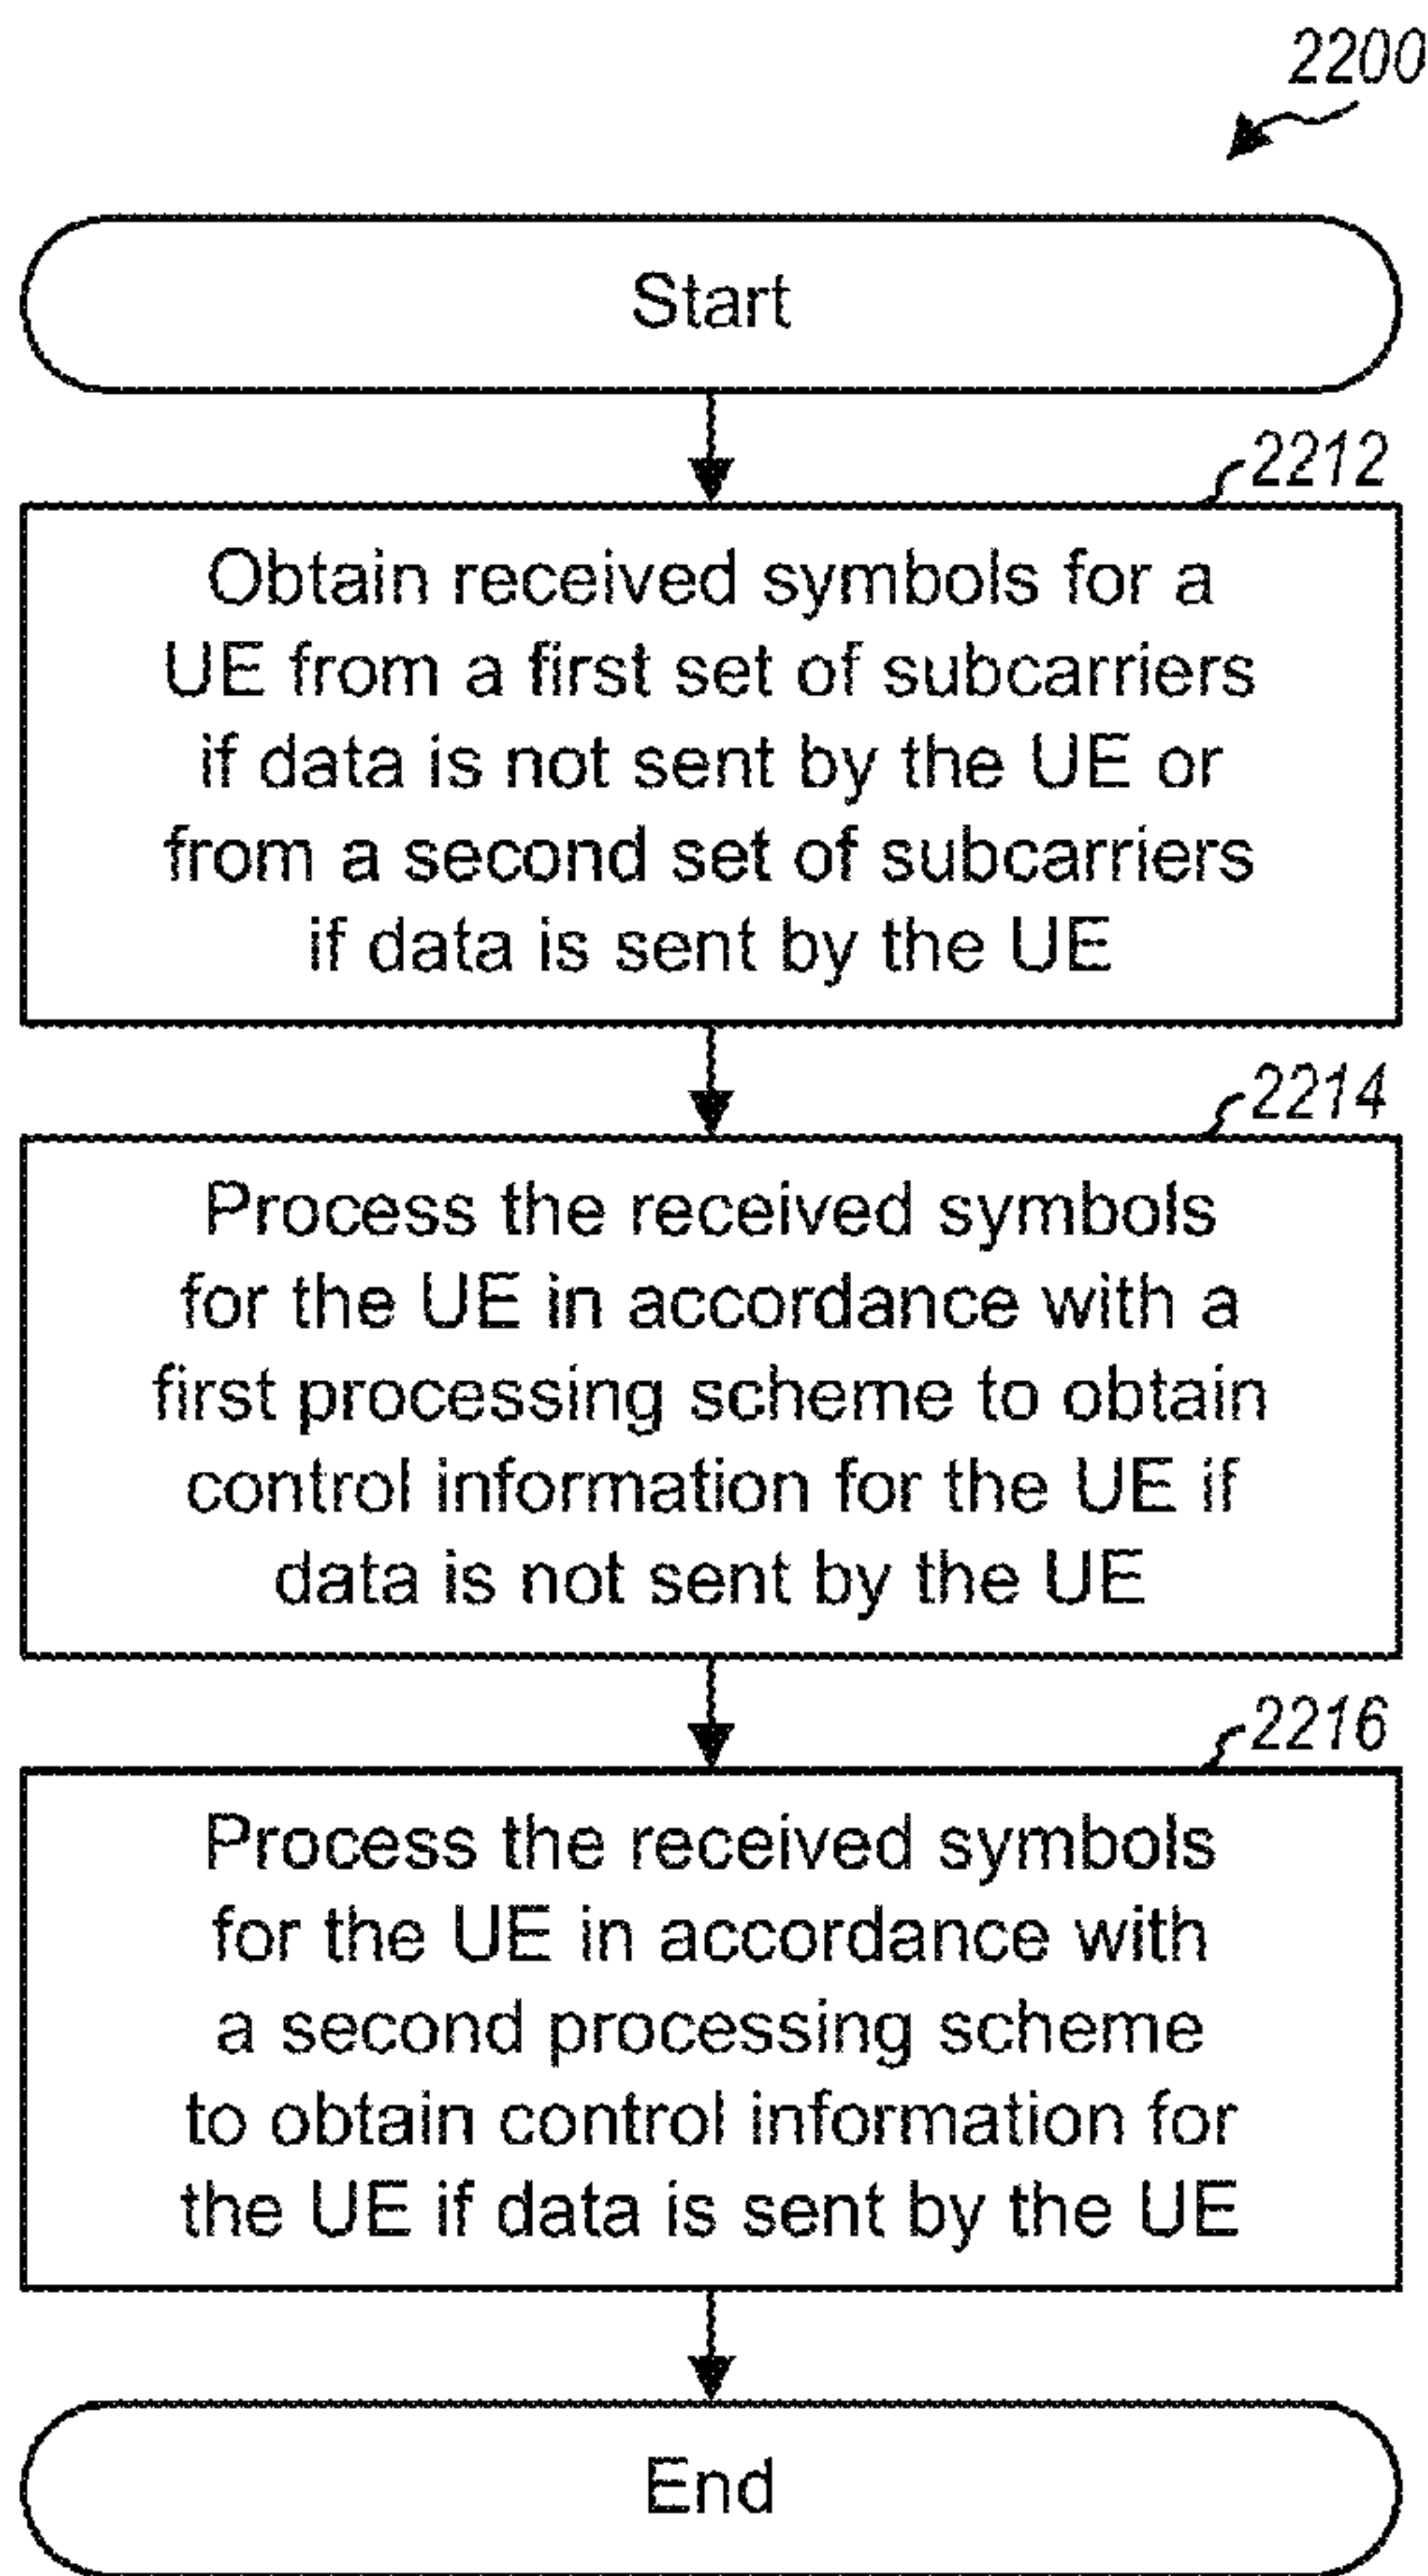 2200
Start
2212
Obtain received symbols for a
UE from a first set of subcarriers
if data is not sent by the UE or
from a second set of subcarriers
if data is sent by the UE
2214
Process the received symbols
for the UE in accordance with a
first processing scheme to obtain
control information for the UE if
data is not sent by the UE
2216
Process the received symbols
for the UE in accordance with
a second processing scheme
to obtain control information for
the UE if data is sent by the UE
End